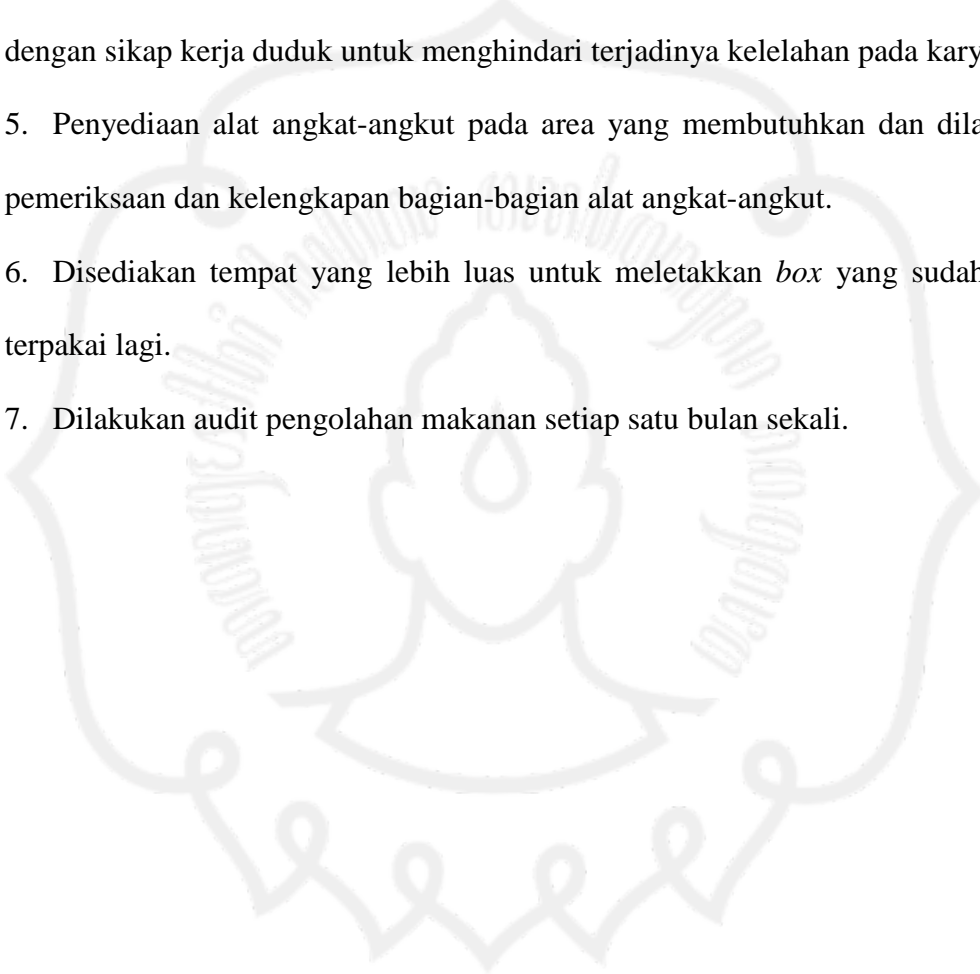 dengan sikap kerja duduk untuk menghindari terjadinya kelelahan pada kary
5. Penyediaan alat angkat-angkut pada area yang membutuhkan dan dila
pemeriksaan dan kelengkapan bagian-bagian alat angkat-angkut.
6. Disediakan tempat yang lebih luas untuk meletakkan box yang sudah
terpakai lagi.
7. Dilakukan audit pengolahan makanan setiap satu bulan sekali.